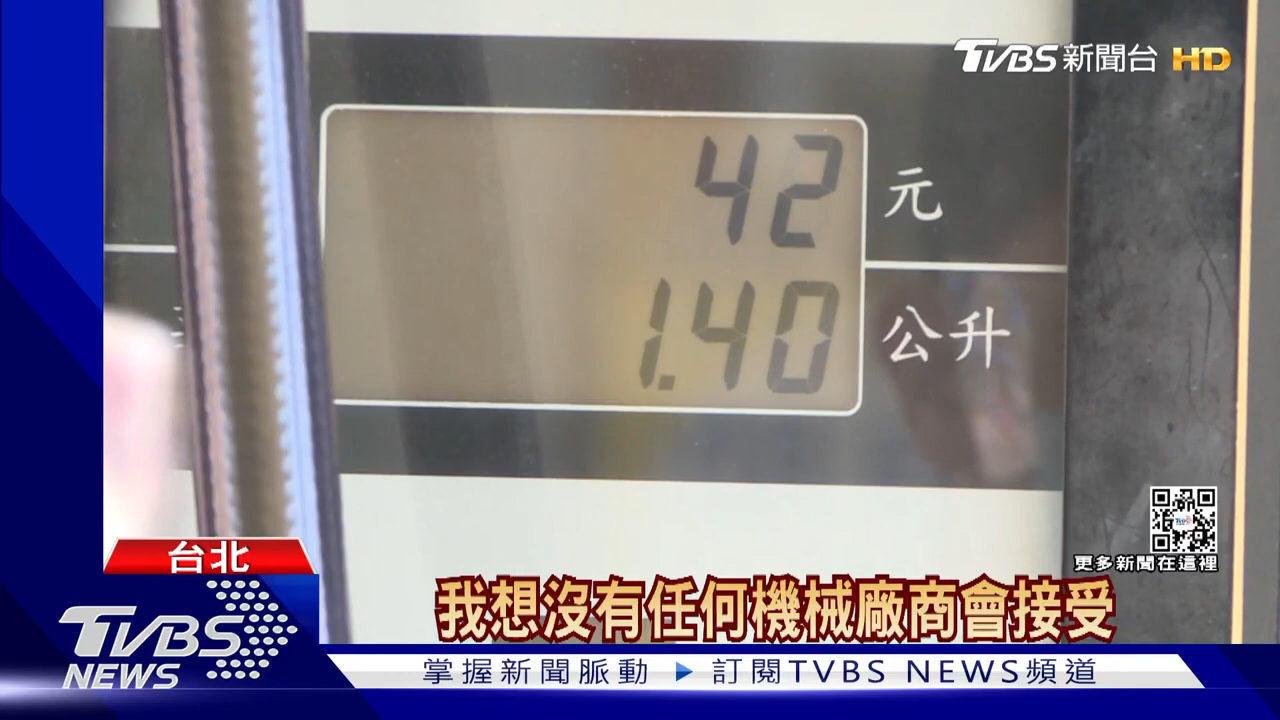 TVBS新聞台 HD
42 元
1.40 公升
更多新聞在這裡
台北
我想沒有任何機械廠商會接受
TVBS NEWS
掌握新聞脈動 ▶ 訂閱TVBS NEWS頻道